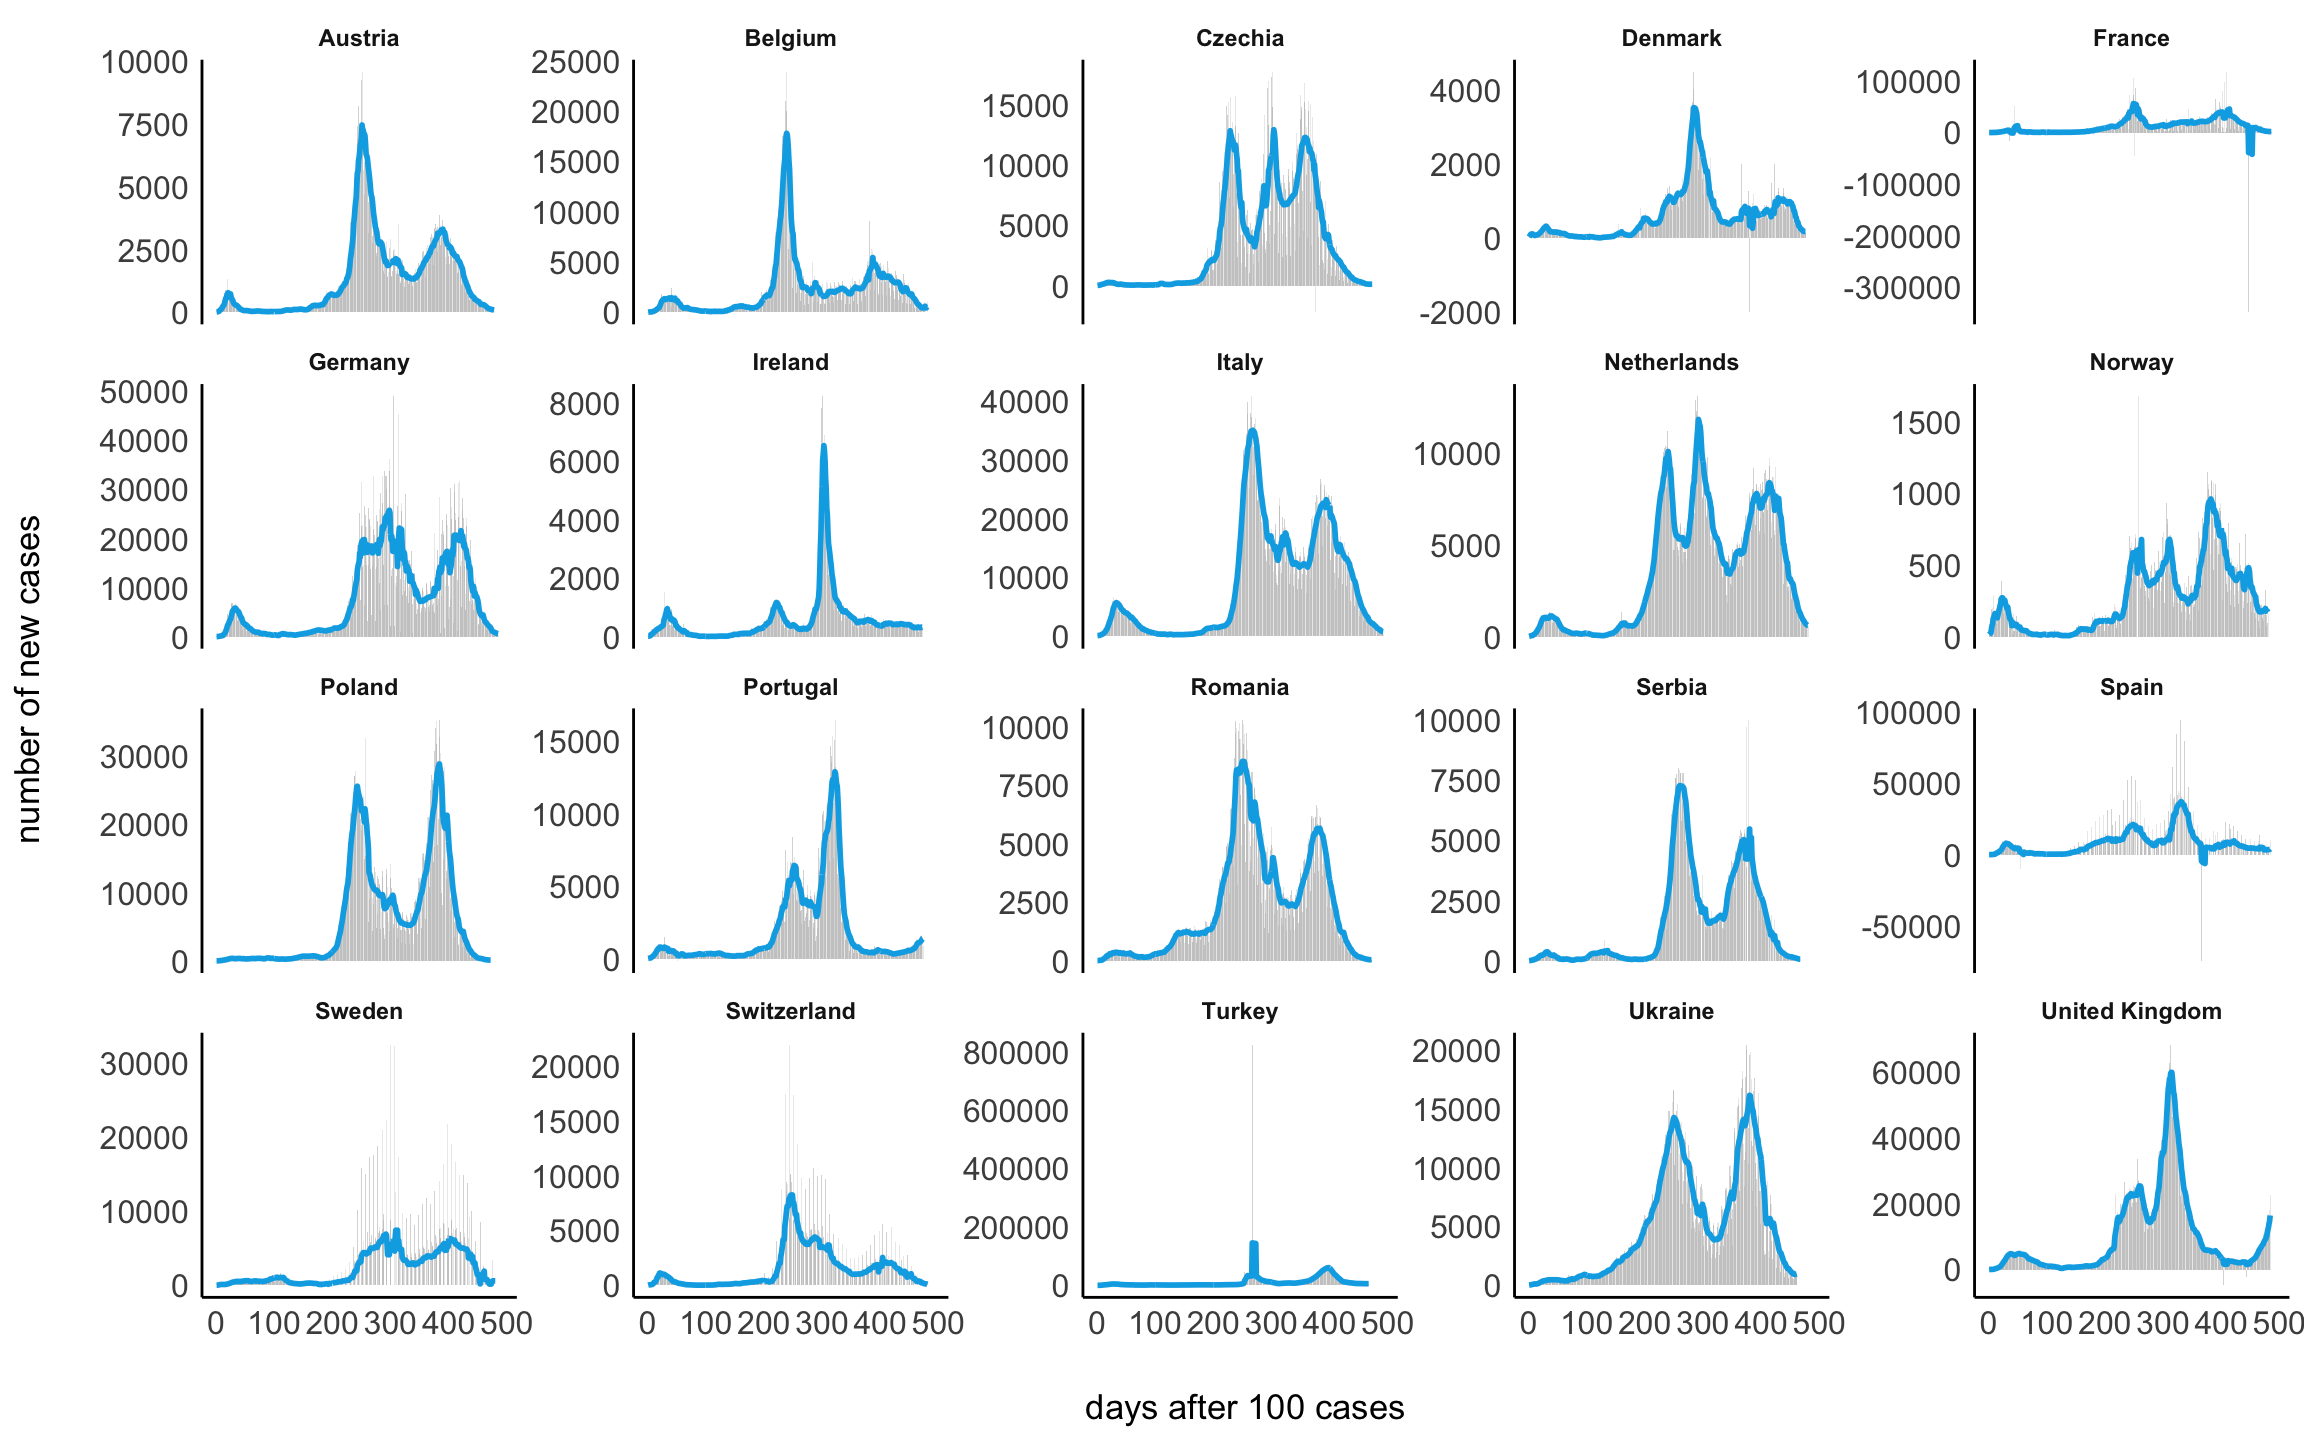 Austria Belgium Czechia Denmark France
10000 7500 5000 2500 0
25000 20000 15000 10000 5000 0
15000 10000 5000 0
4000 2000 0 -2000
100000 0 -100000 -200000 -300000
Germany Ireland Italy Netherlands Norway
50000 40000 30000 20000 10000 0
8000 6000 4000 2000 0
40000 30000 20000 10000 0
10000 5000 0
1500 1000 500 0
number of new cases
Poland Portugal Romania Serbia Spain
30000 20000 10000 0
15000 10000 5000 0
10000 7500 5000 2500 0
10000 7500 5000 2500 0
100000 50000 0 -50000
Sweden Switzerland Turkey Ukraine United Kingdom
30000 20000 10000 0
20000 15000 10000 5000 0
800000 600000 400000 200000 0
20000 15000 10000 5000 0
60000 40000 20000 0
0 100 200 300 400 500 0 100 200 300 400 500 0 100 200 300 400 500 0 100 200 300 400 500 0 100 200 300 400 500
days after 100 cases